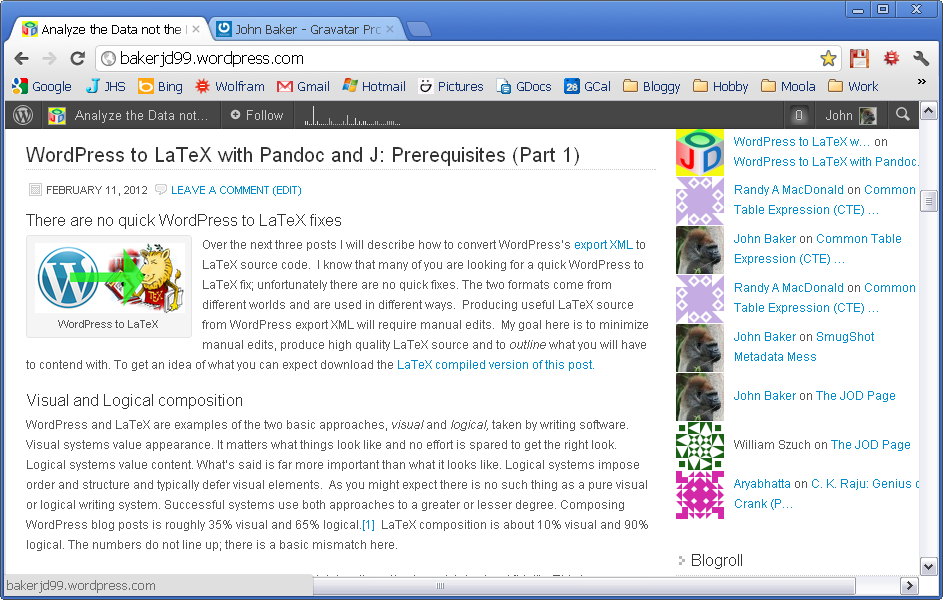 Analyze the Data not the
John Baker - Gravatar Pro
bakerjd99.wordpress.com
Google JHS Bing Wolfram Gmail Hotmail Pictures GDocs 28 GCal Bloggy Hobby Moola Work »
Analyze the Data not... Follow 0 John
WordPress to LaTeX with Pandoc and J: Prerequisites (Part 1)
FEBRUARY 11, 2012 LEAVE A COMMENT (EDIT)
There are no quick WordPress to LaTeX fixes
WordPress to LaTeX
Over the next three posts I will describe how to convert WordPress's export XML to
LaTeX source code. I know that many of you are looking for a quick WordPress to
LaTeX fix; unfortunately there are no quick fixes. The two formats come from
different worlds and are used in different ways. Producing useful LaTeX source
from WordPress export XML will require manual edits. My goal here is to minimize
manual edits, produce high quality LaTeX source and to outline what you will have
to contend with. To get an idea of what you can expect download the LaTeX compiled version of this post.
Visual and Logical composition
WordPress and LaTeX are examples of the two basic approaches, visual and logical, taken by writing software.
Visual systems value appearance. It matters what things look like and no effort is spared to get the right look.
Logical systems value content. What's said is far more important than what it looks like. Logical systems impose
order and structure and typically defer visual elements. As you might expect there is no such thing as a pure visual
or logical writing system. Successful systems use both approaches to a greater or lesser degree. Composing
WordPress blog posts is roughly 35% visual and 65% logical.[1] LaTeX composition is about 10% visual and 90%
logical. The numbers do not line up; there is a basic mismatch here.
JD
WordPress to LaTeX w... on
WordPress to LaTeX with Pandoc.
Randy A MacDonald on Common
Table Expression (CTE) ...
John Baker on Common Table
Expression (CTE) ...
Randy A MacDonald on Common
Table Expression (CTE) ...
John Baker on SmugShot
Metadata Mess
John Baker on The JOD Page
William Szuch on The JOD Page
Aryabhatta on C. K. Raju: Genius
Crank (P...
Blogroll
bakerjd99.wordpress.com